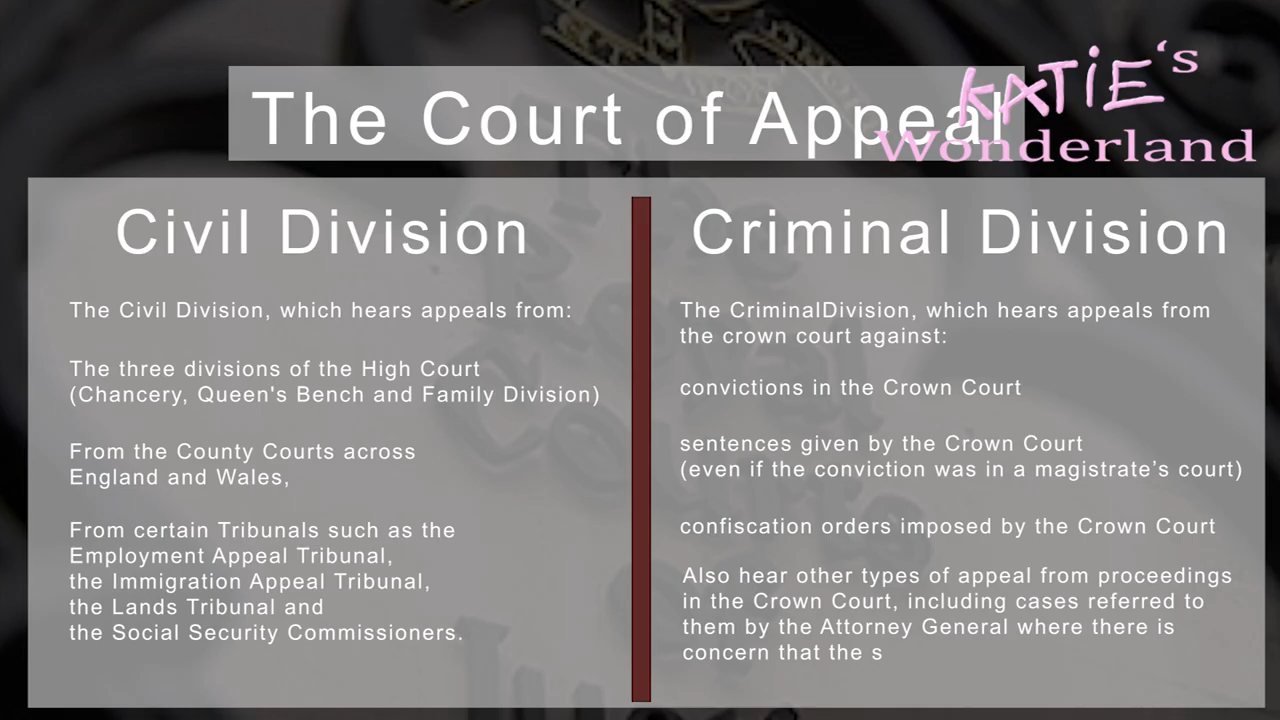 The Court of Appeal
KATiE's
Wonderland
Civil Division
The Civil Division, which hears appeals from:
The three divisions of the High Court
(Chancery, Queen's Bench and Family Division)
From the County Courts across
England and Wales,
From certain Tribunals such as the
Employment Appeal Tribunal,
the Immigration Appeal Tribunal,
the Lands Tribunal and
the Social Security Commissioners.
Criminal Division
The CriminalDivision, which hears appeals from
the crown court against:
convictions in the Crown Court
sentences given by the Crown Court
(even if the conviction was in a magistrate’s court)
confiscation orders imposed by the Crown Court
Also hear other types of appeal from proceedings
in the Crown Court, including cases referred to
them by the Attorney General where there is
concern that the s